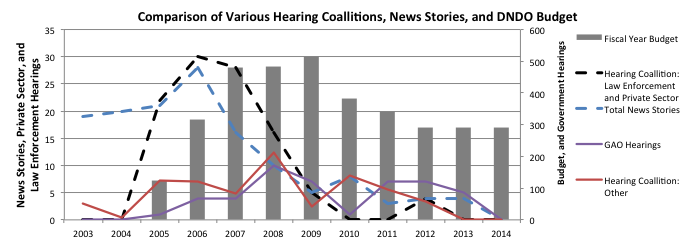 Comparison of Various Hearing Coallitions, News Stories, and DNDO Budget
News Stories, Private Sector, and
Law Enforcement Hearings
35
30
25
20
15
10
5
0
2003 2004 2005 2006 2007 2008 2009 2010 2011 2012 2013 2014
600
500
400
300
200
100
0
Budget, and Government Hearings
Fiscal Year Budget
Hearing Coallition:
Law Enforcement
and Private Sector
Total News Stories
GAO Hearings
Hearing Coallition:
Other